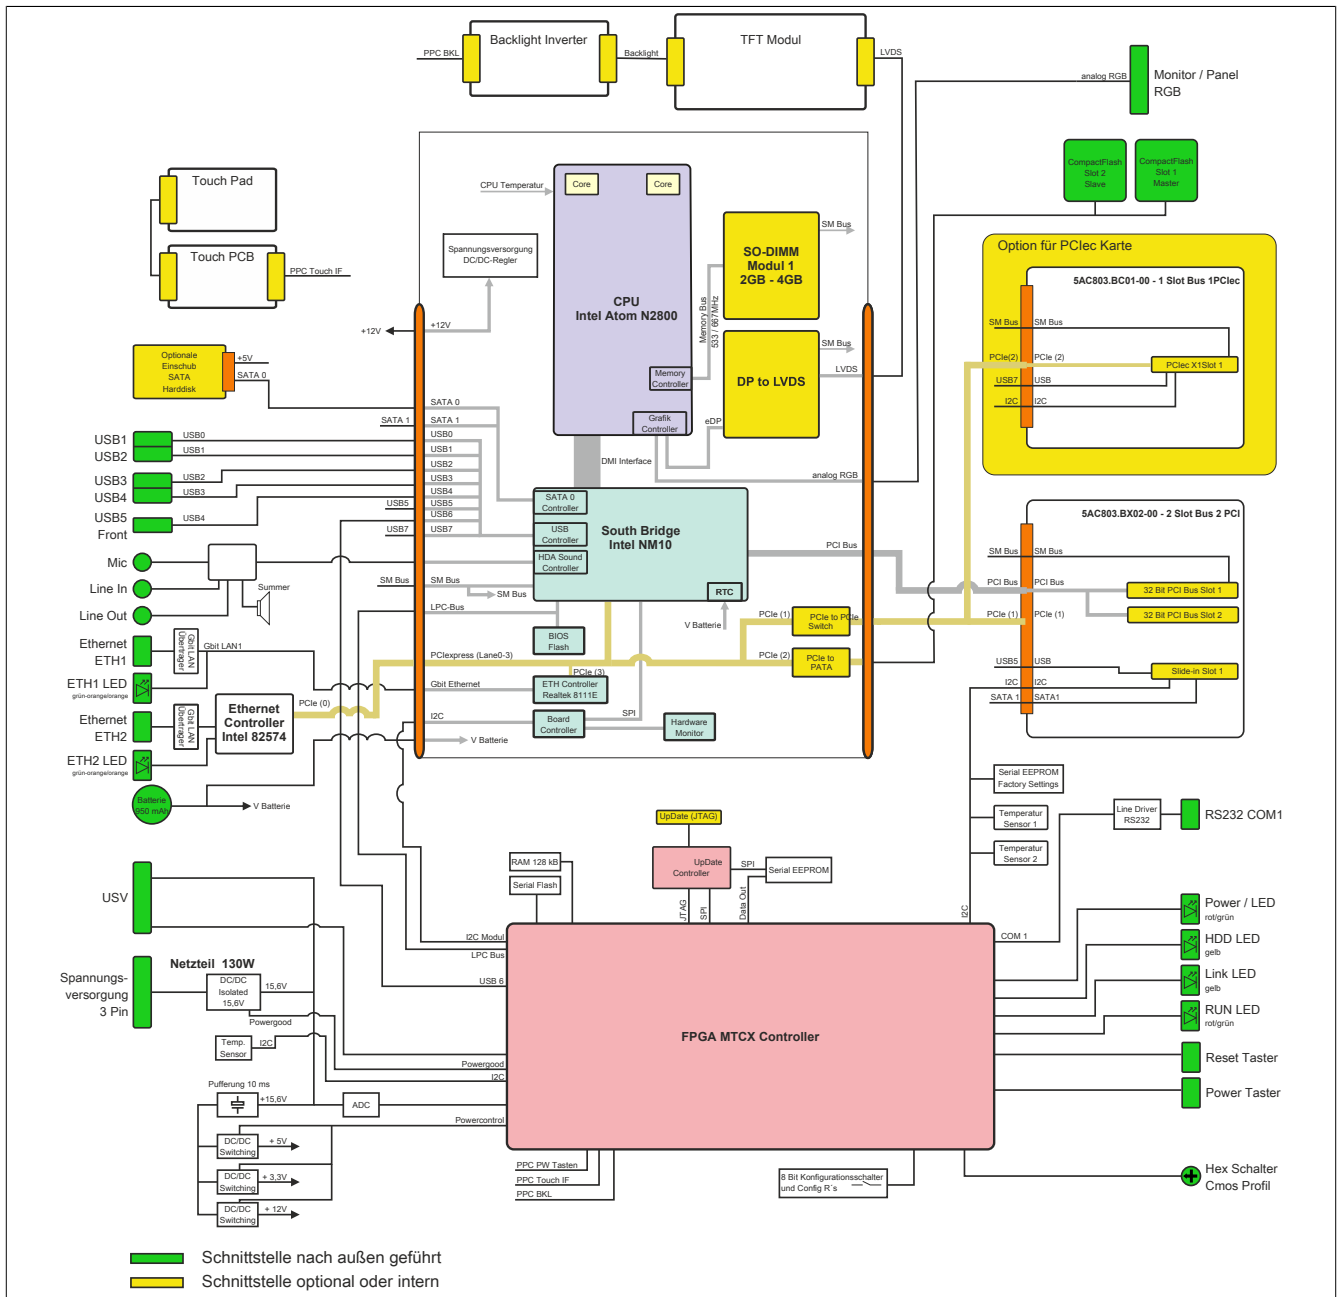 Backlight Inverter
PPC BKL
Backlight
TFT Modul
LVDS
analog RGB
Monitor / Panel
RGB
CompactFlash
Slot 2
Slave
CompactFlash
Slot 1
Master
Touch Pad
Touch PCB
PPC Touch IF
CPU Temperatur
Core
Core
Spannungsversorgung
DC/DC-Regler
CPU
Intel Atom N2800
Memory
Controller
Grafik
Controller
Memory Bus
533 / 667MHz
SO-DIMM
Modul 1
2GB - 4GB
SM Bus
DP to LVDS
SM Bus
LVDS
eDP
DMI Interface
analog RGB
Option für PCIec Karte
5AC803.BC01-00 - 1 Slot Bus 1PCIec
SM Bus
SM Bus
PCIe(2)
PCIe (2)
PCIec X1Slot 1
USB7
USB
I2C
I2C
+12V
+12V
Optionale
Einschub
SATA
Harddisk
+5V
SATA 0
SATA 0
SATA 1
SATA 1
USB0
USB1
USB2
USB3
USB4
USB5
USB5
USB6
USB7
USB7
USB1
USB0
USB2
USB1
USB3
USB2
USB4
USB3
USB5
Front
USB4
Mic
Line In
Line Out
Summer
SATA 0
Controller
USB
Controller
HDA Sound
Controller
South Bridge
Intel NM10
RTC
PCI Bus
SM Bus
SM Bus
SM Bus
LPC-Bus
BIOS
Flash
V Batterie
PCIe (1)
PCIe to PCIe
Switch
PCIe (2)
PCIe to
PATA
5AC803.BX02-00 - 2 Slot Bus 2 PCI
SM Bus
SM Bus
PCI Bus
PCI Bus
32 Bit PCI Bus Slot 1
32 Bit PCI Bus Slot 2
PCIe (1)
PCIe (1)
USB5
USB
Slide-in Slot 1
I2C
I2C
SATA 1
SATA1
Ethernet
ETH1
Gbit LAN
Überträger
Gbit LAN1
ETH1 LED
grün-orange/orange
Ethernet
ETH2
Gbit LAN
Überträger
ETH2 LED
grün-orange/orange
Ethernet
Controller
Intel 82574
PCIe (0)
PCIexpress (Lane0-3)
PCIe (3)
Gbit Ethernet
ETH Controller
Realtek 8111E
I2C
Board
Controller
SPI
Hardware
Monitor
V Batterie
Batterie
950 mAh
V Batterie
Serial EEPROM
Factory Settings
Temperatur
Sensor 1
Temperatur
Sensor 2
I2C
Line Driver
RS232
RS232 COM1
COM 1
UpDate (JTAG)
UpDate
Controller
SPI
Serial EEPROM
RAM 128 kB
Serial Flash
JTAG
SPI
Data Out
USV
I2C Modul
LPC Bus
USB 6
Spannungs-
versorgung
3 Pin
Netzteil 130W
DC/DC
Isolated
15,6V
15,6V
Powergood
Temp.
Sensor
I2C
Powergood
I2C
FPGA MTCX Controller
Power / LED
rot/grün
HDD LED
gelb
Link LED
gelb
RUN LED
rot/grün
Reset Taster
Power Taster
Hex Schalter
Cmos Profil
Pufferung 10 ms
+15,6V
ADC
Powercontrol
DC/DC
Switching
+ 5V
DC/DC
Switching
+ 3,3V
DC/DC
Switching
+ 12V
PPC PW Tasten
PPC Touch IF
PPC BKL
8 Bit Konfigurationsschalter
und Config R´s
Schnittstelle nach außen geführt
Schnittstelle optional oder intern